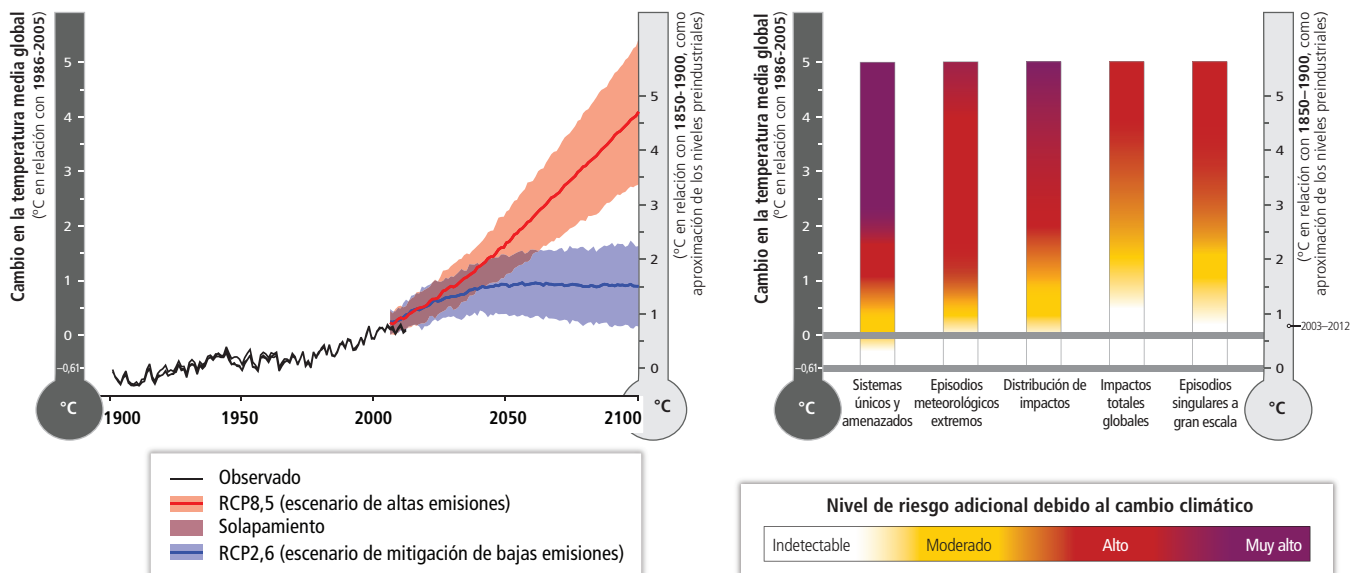 Cambio en la temperatura media global
(°C en relación con 1986-2005)
5
4
3
2
1
0
–0,61
°C
(°C en relación con 1850-1900, como
aproximación de los niveles preindustriales)
5
4
3
2
1
0
°C
1900
1950
2000
2050
2100
Observado
RCP8,5 (escenario de altas emisiones)
Solapamiento
RCP2,6 (escenario de mitigación de bajas emisiones)
Cambio en la temperatura media global
(°C en relación con 1986-2005)
5
4
3
2
1
0
–0,61
°C
(°C en relación con 1850–1900, como
aproximación de los niveles preindustriales)
5
4
3
2
1
0
2003–2012
°C
Sistemas
únicos y
amenazados
Episodios
meteorológicos
extremos
Distribución de
impactos
Impactos
totales
globales
Episodios
singulares a
gran escala
Nivel de riesgo adicional debido al cambio climático
Indetectable Moderado Alto Muy alto